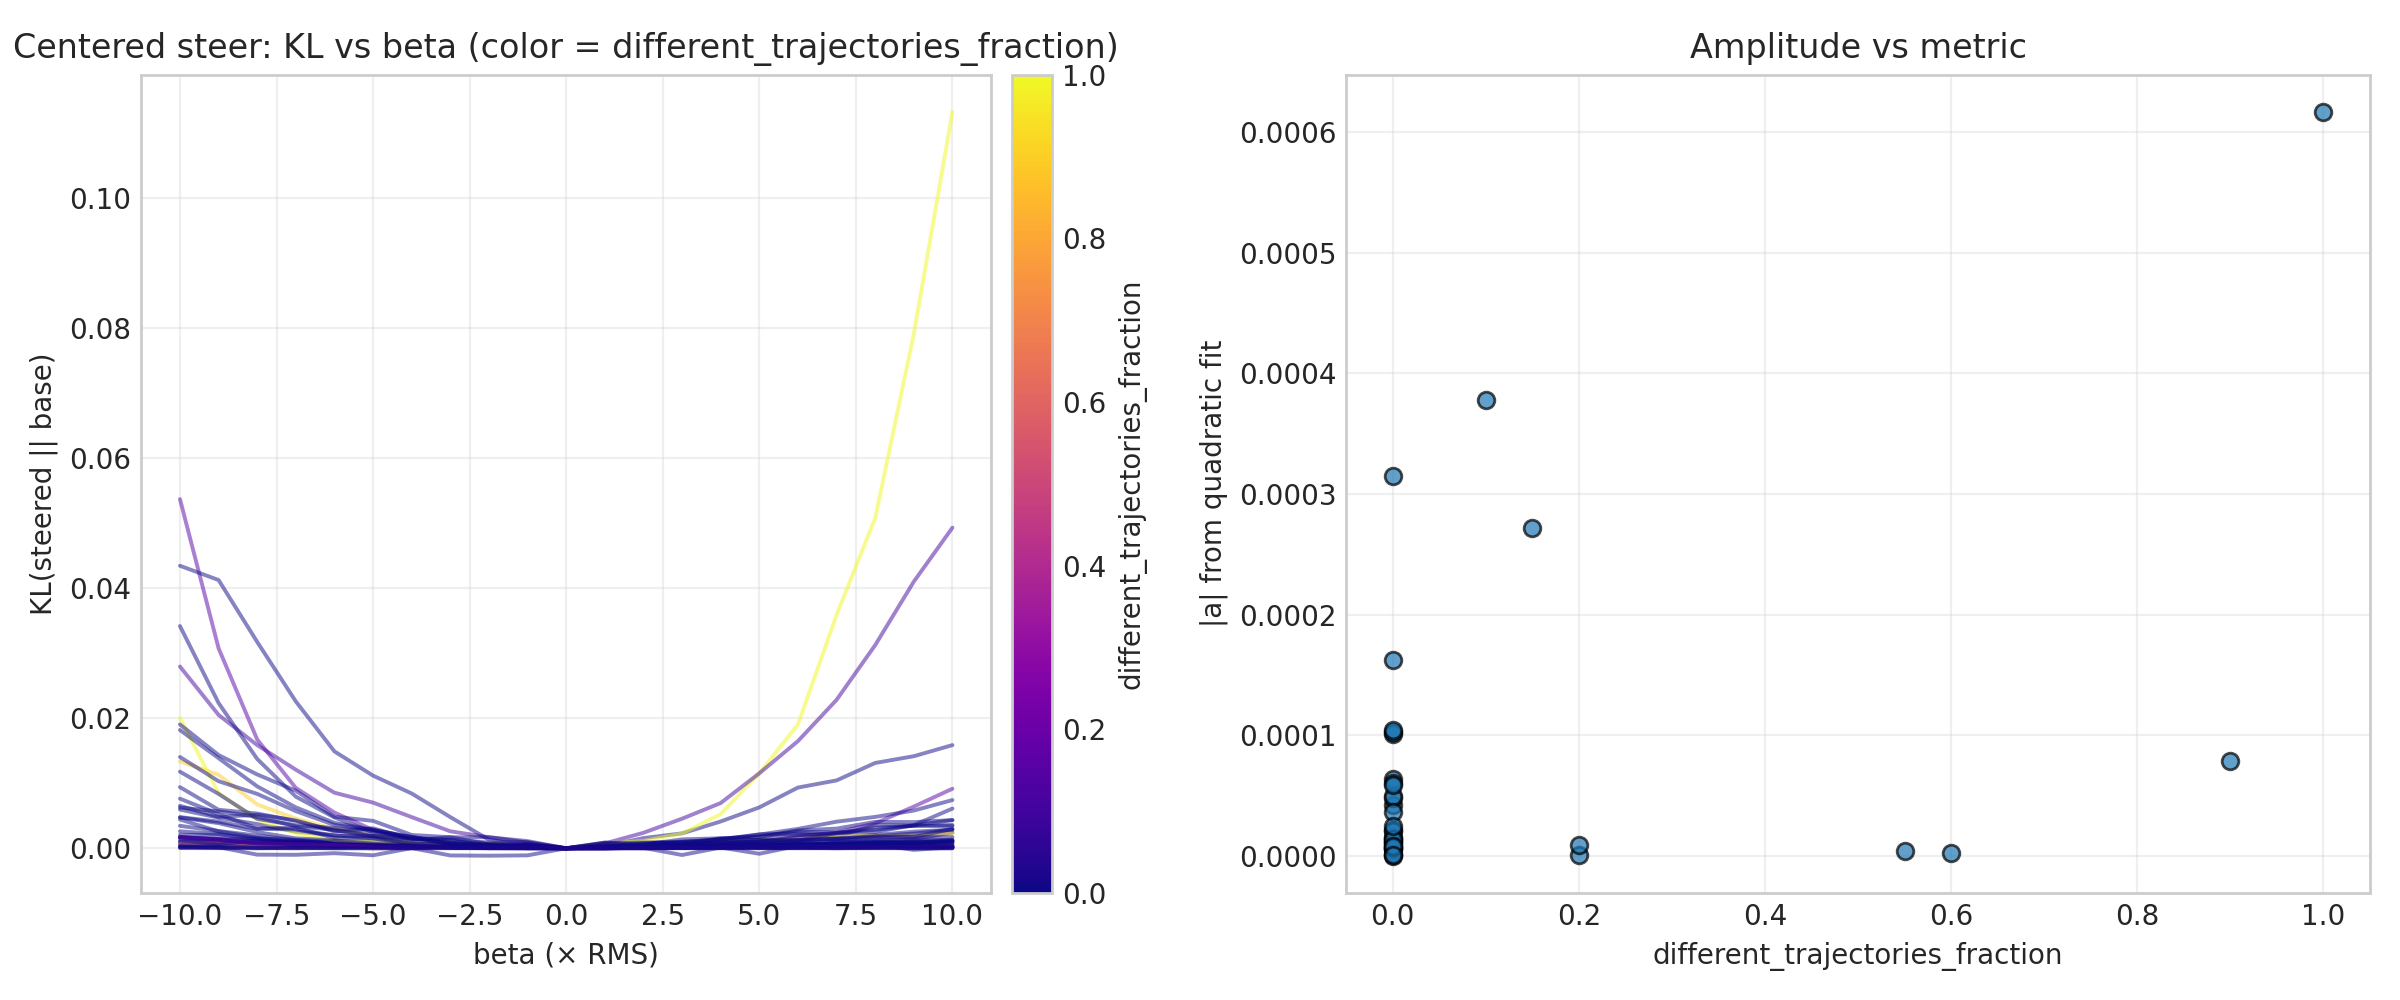 Centered steer: KL vs beta (color = different_trajectories_fraction)
KL(steered || base)
0.10
0.08
0.06
0.04
0.02
0.00
−10.0 −7.5 −5.0 −2.5 0.0 2.5 5.0 7.5 10.0
beta (× RMS)
1.0
0.8
0.6
0.4
0.2
0.0
different_trajectories_fraction
Amplitude vs metric
|a| from quadratic fit
0.0006
0.0005
0.0004
0.0003
0.0002
0.0001
0.0000
0.0 0.2 0.4 0.6 0.8 1.0
different_trajectories_fraction